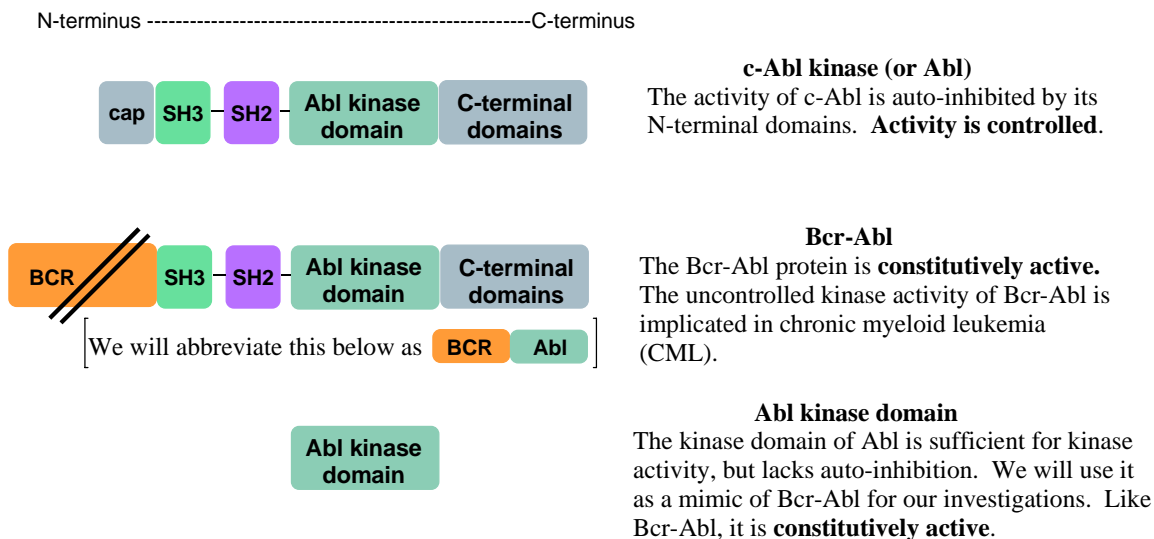 N-terminus ---------------------------------------------------C-terminus
c-Abl kinase (or Abl)
cap SH3 SH2 Abl kinase domain C-terminal domains
The activity of c-Abl is auto-inhibited by its
N-terminal domains. Activity is controlled.
Bcr-Abl
BCR SH3 SH2 Abl kinase domain C-terminal domains
The Bcr-Abl protein is constitutively active.
The uncontrolled kinase activity of Bcr-Abl is
implicated in chronic myeloid leukemia
(CML).
[We will abbreviate this below as BCR Abl]
Abl kinase domain
Abl kinase
domain
The kinase domain of Abl is sufficient for kinase
activity, but lacks auto-inhibition. We will use it
as a mimic of Bcr-Abl for our investigations. Like
Bcr-Abl, it is constitutively active.